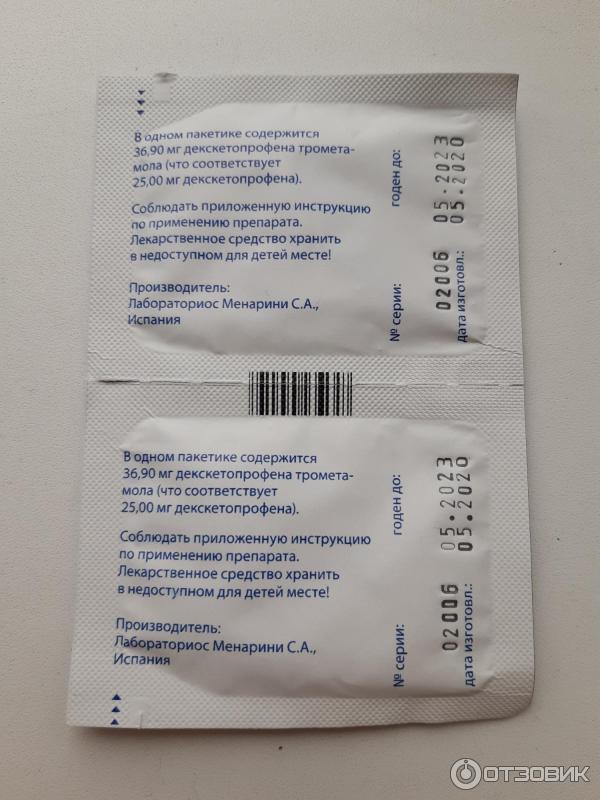 В одном пакетике содержится
36,90 мг декскетопрофена тромета-
мола (что соответствует
25,00 мг декскетопрофена).
Соблюдать приложенную инструкцию
по применению препарата.
Лекарственное средство хранить
в недоступном для детей месте!
Производитель:
Лабораториос Менарини С.А.,
Испания
№ серии: годен до:
02006 05.2023
дата изготовл.: 05.2020
В одном пакетике содержится
36,90 мг декскетопрофена тромета-
мола (что соответствует
25,00 мг декскетопрофена).
Соблюдать приложенную инструкцию
по применению препарата.
Лекарственное средство хранить
в недоступном для детей месте!
Производитель:
Лабораториос Менарини С.А.,
Испания
№ серии: годен до:
02006 05.2023
дата изготовл.: 05.2020
ОТЗОВИК